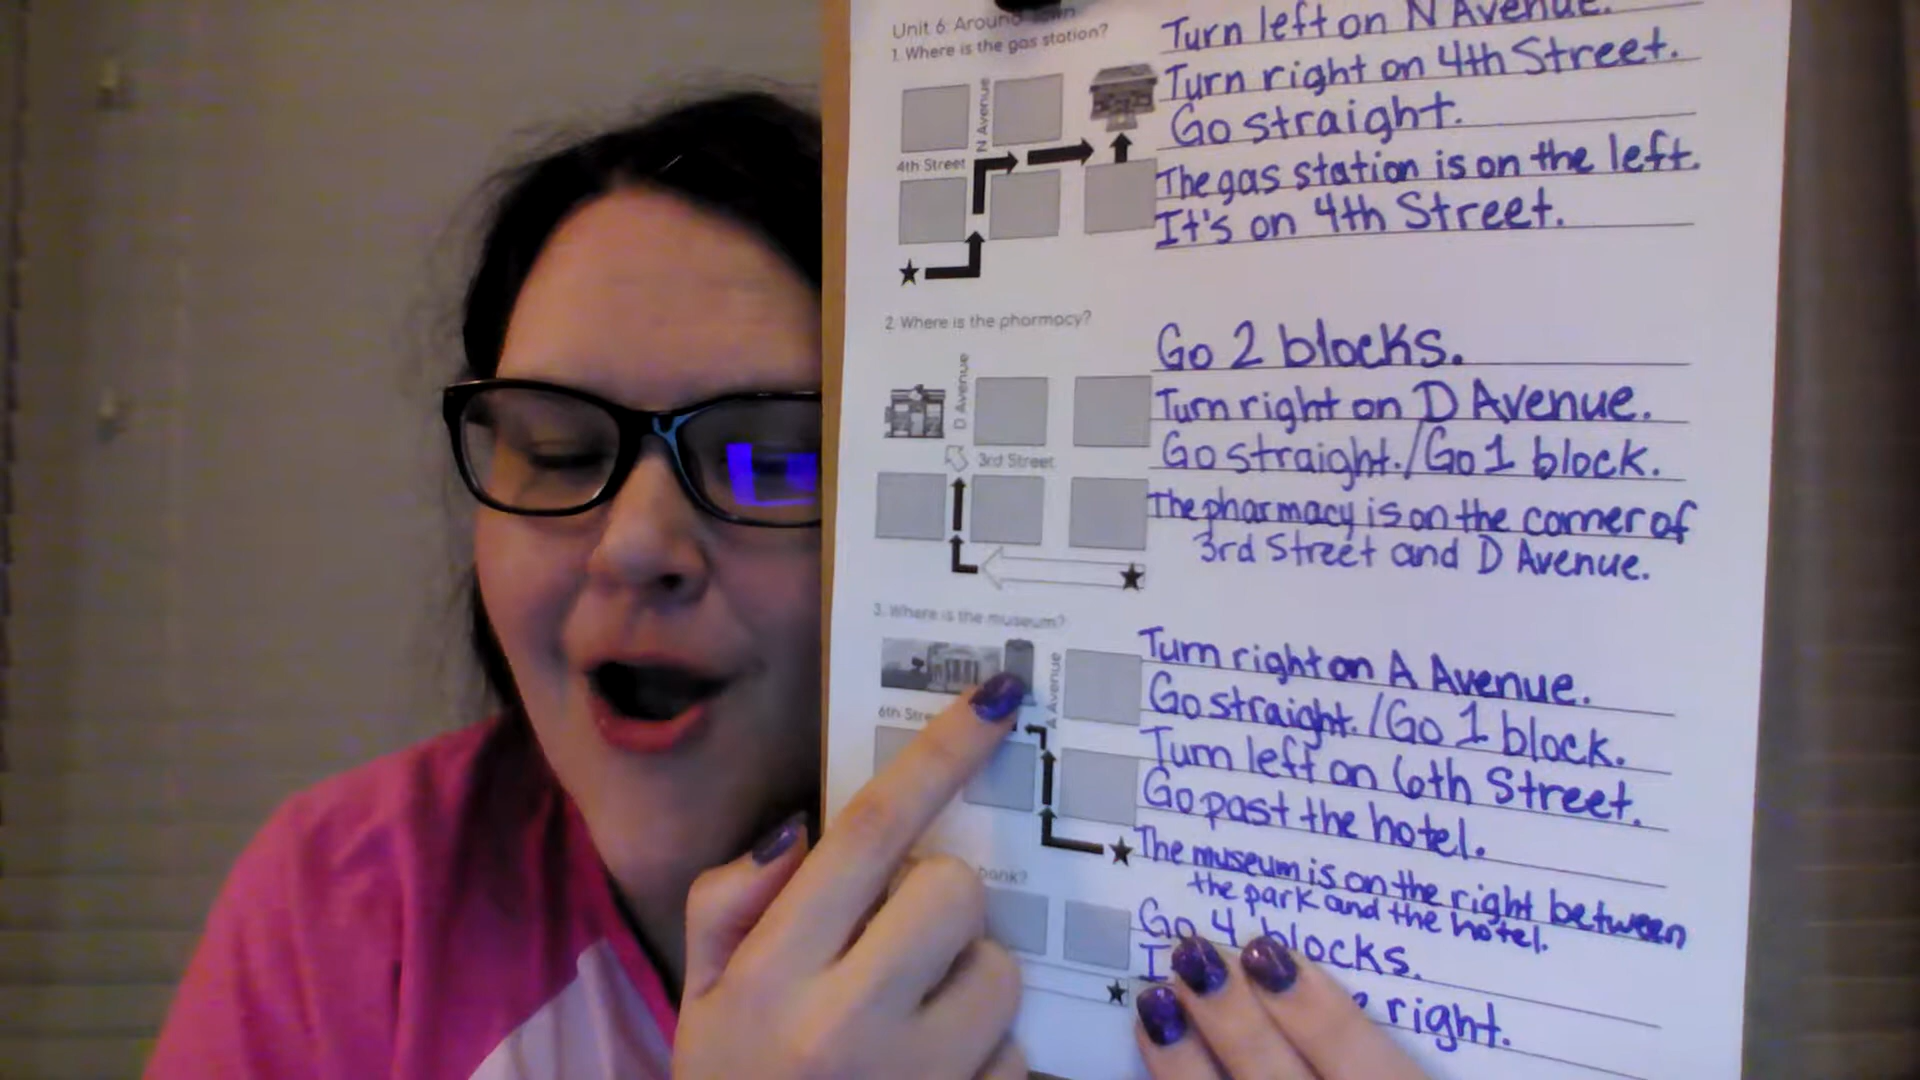 Unit 6: Around Town
1. Where is the gas station?
N Avenue
4th Street
Turn left on N Avenue.
Turn right on 4th Street.
Go straight.
The gas station is on the left.
It's on 4th Street.
2. Where is the pharmacy?
D Avenue
3rd Street
Go 2 blocks.
Turn right on D Avenue.
Go straight./Go 1 block.
The pharmacy is on the corner of
3rd Street and D Avenue.
3. Where is the museum?
A Avenue
6th Stre
Turn right on A Avenue.
Go straight./Go 1 block.
Turn left on 6th Street.
Go past the hotel.
The museum is on the right between
the park and the hotel.
bank?
Go 4 blocks.
right.